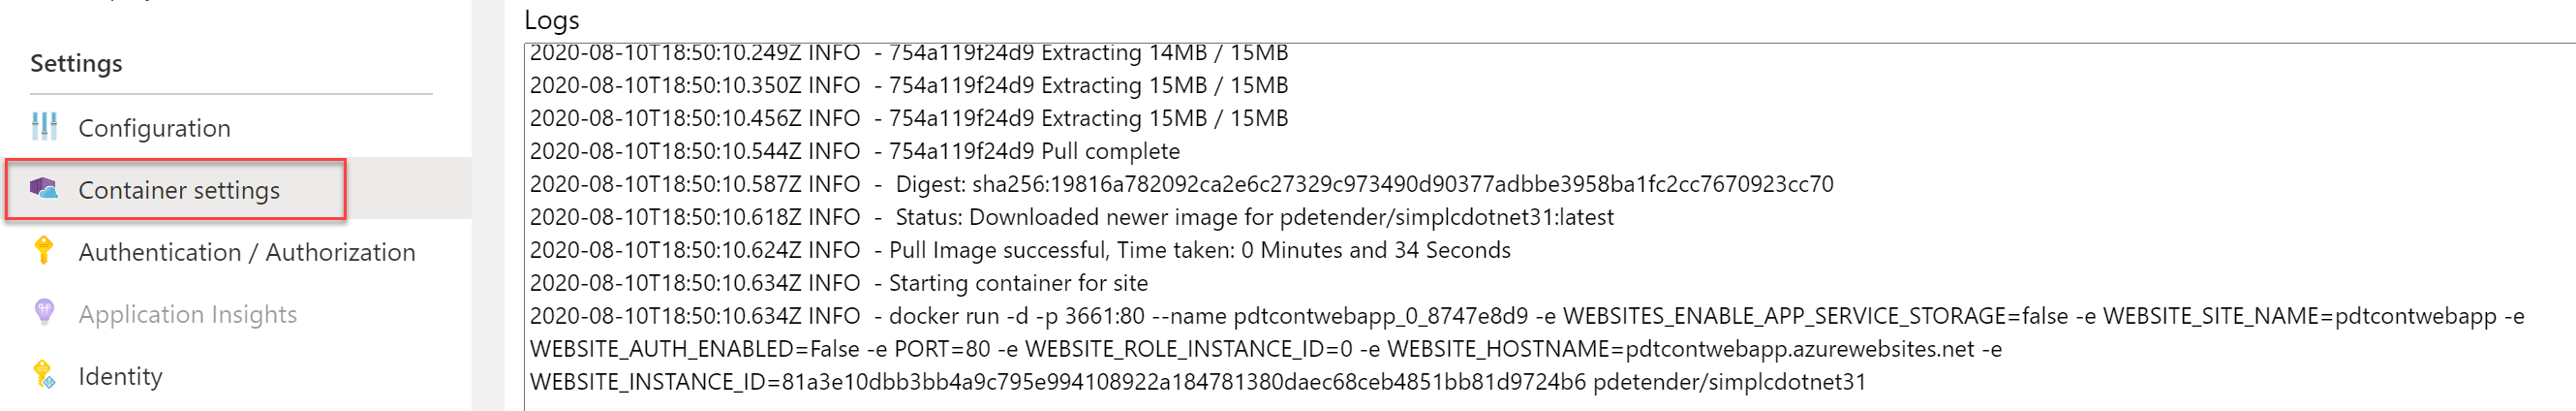 Settings
Configuration
Container settings
Authentication / Authorization
Application Insights
Identity
Logs
2020-08-10T18:50:10.249Z INFO  - 754a119f24d9 Extracting 14MB / 15MB
2020-08-10T18:50:10.350Z INFO  - 754a119f24d9 Extracting 15MB / 15MB
2020-08-10T18:50:10.456Z INFO  - 754a119f24d9 Extracting 15MB / 15MB
2020-08-10T18:50:10.544Z INFO  - 754a119f24d9 Pull complete
2020-08-10T18:50:10.587Z INFO  -  Digest: sha256:19816a782092ca2e6c27329c973490d90377adbbe3958ba1fc2cc7670923cc70
2020-08-10T18:50:10.618Z INFO  -  Status: Downloaded newer image for pdetender/simplcdotnet31:latest
2020-08-10T18:50:10.624Z INFO  - Pull Image successful, Time taken: 0 Minutes and 34 Seconds
2020-08-10T18:50:10.634Z INFO  - Starting container for site
2020-08-10T18:50:10.634Z INFO  - docker run -d -p 3661:80 --name pdtcontwebapp_0_8747e8d9 -e WEBSITES_ENABLE_APP_SERVICE_STORAGE=false -e WEBSITE_SITE_NAME=pdtcontwebapp -e
WEBSITE_AUTH_ENABLED=False -e PORT=80 -e WEBSITE_ROLE_INSTANCE_ID=0 -e WEBSITE_HOSTNAME=pdtcontwebapp.azurewebsites.net -e
WEBSITE_INSTANCE_ID=81a3e10dbb3bb4a9c795e994108922a184781380daec68ceb4851bb81d9724b6 pdetender/simplcdotnet31